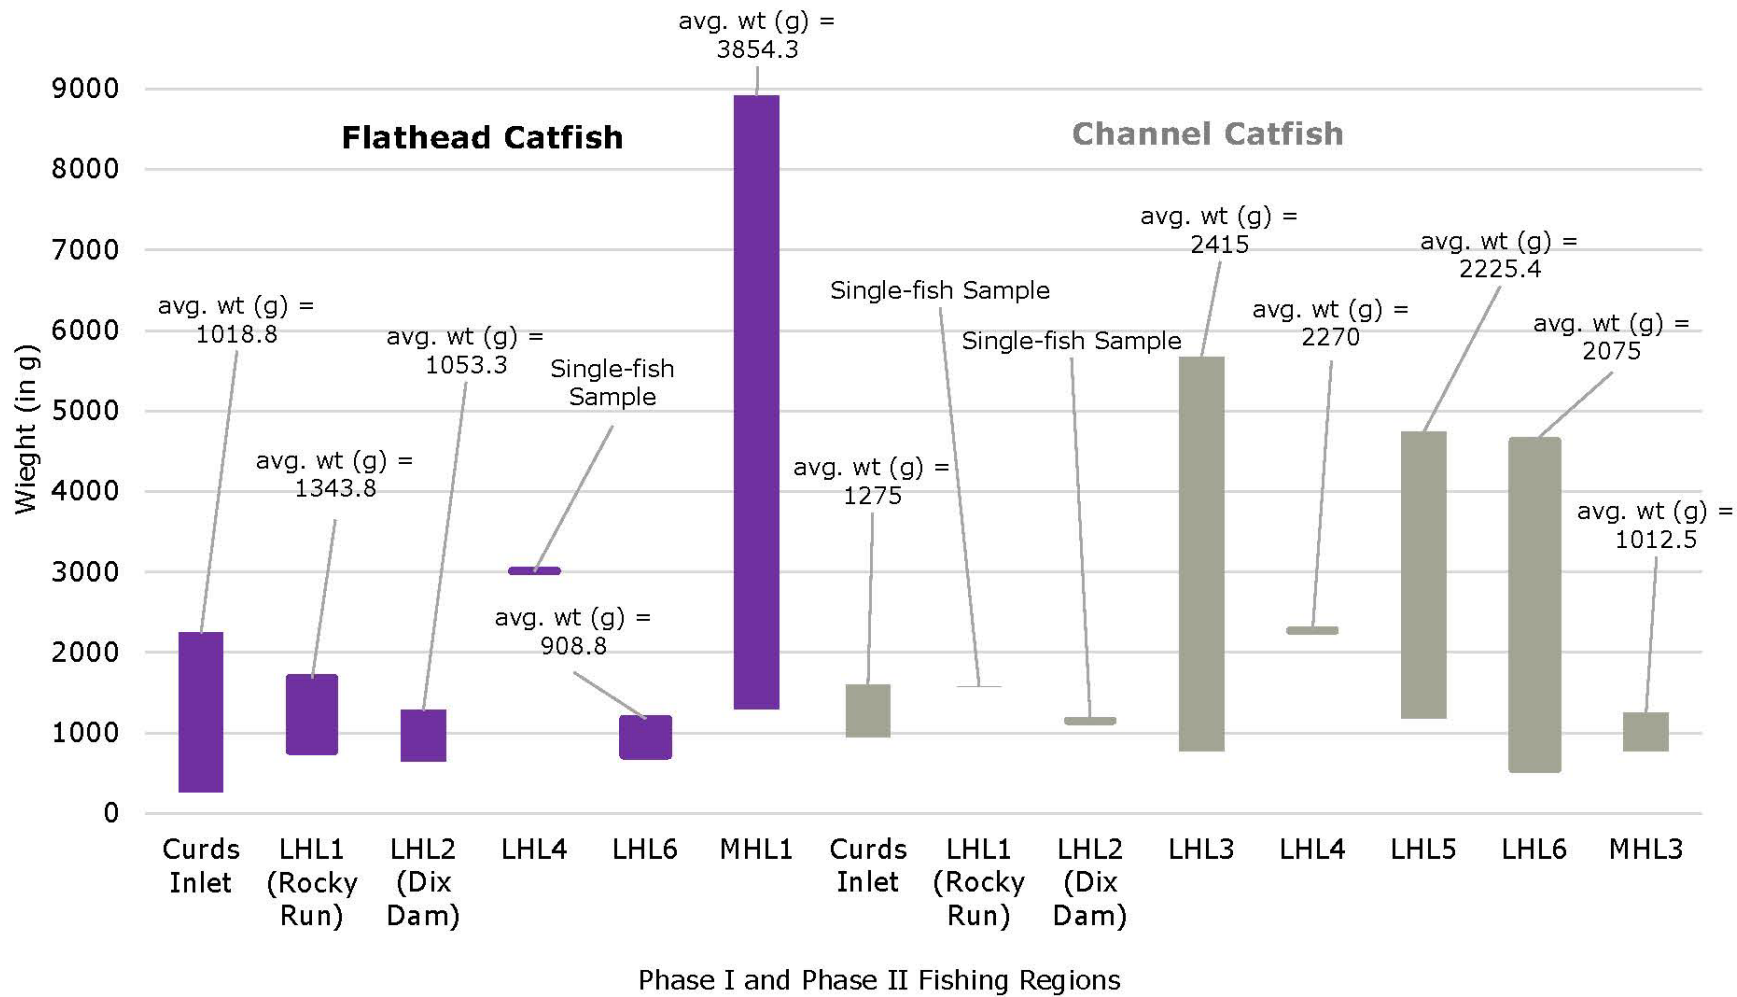 avg. wt (g) =
3854.3
9000
Flathead Catfish
Channel Catfish
8000
7000
avg. wt (g) =
2415
avg. wt (g) =
2225.4
Single-fish Sample
6000
avg. wt (g) =
1018.8
avg. wt (g) =
1053.3
Single-fish Sample
avg. wt (g) =
2270
avg. wt (g) =
2075
Single-fish
Sample
5000
avg. wt (g) =
1343.8
avg. wt (g) =
1275
4000
avg. wt (g) =
1012.5
3000
avg. wt (g) =
908.8
2000
1000
0
Wieght (in g)
Curds
Inlet
LHL1
(Rocky
Run)
LHL2
(Dix
Dam)
LHL4
LHL6
MHL1
Curds
Inlet
LHL1
(Rocky
Run)
LHL2
(Dix
Dam)
LHL3
LHL4
LHL5
LHL6
MHL3
Phase I and Phase II Fishing Regions